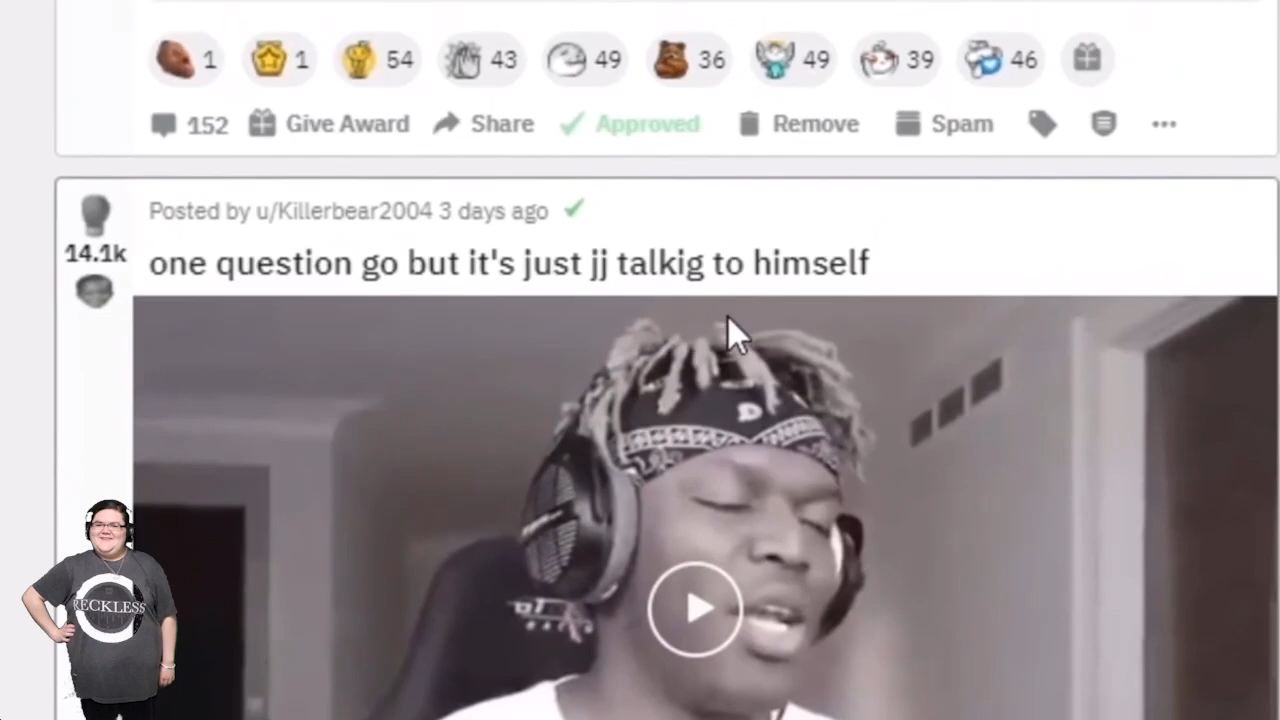 1 1 54 43 49 36 49 39 46
152 Give Award Share Approved Remove Spam
Posted by u/Killerbear2004 3 days ago
14.1k
one question go but it's just jj talkig to himself
RECKLESS